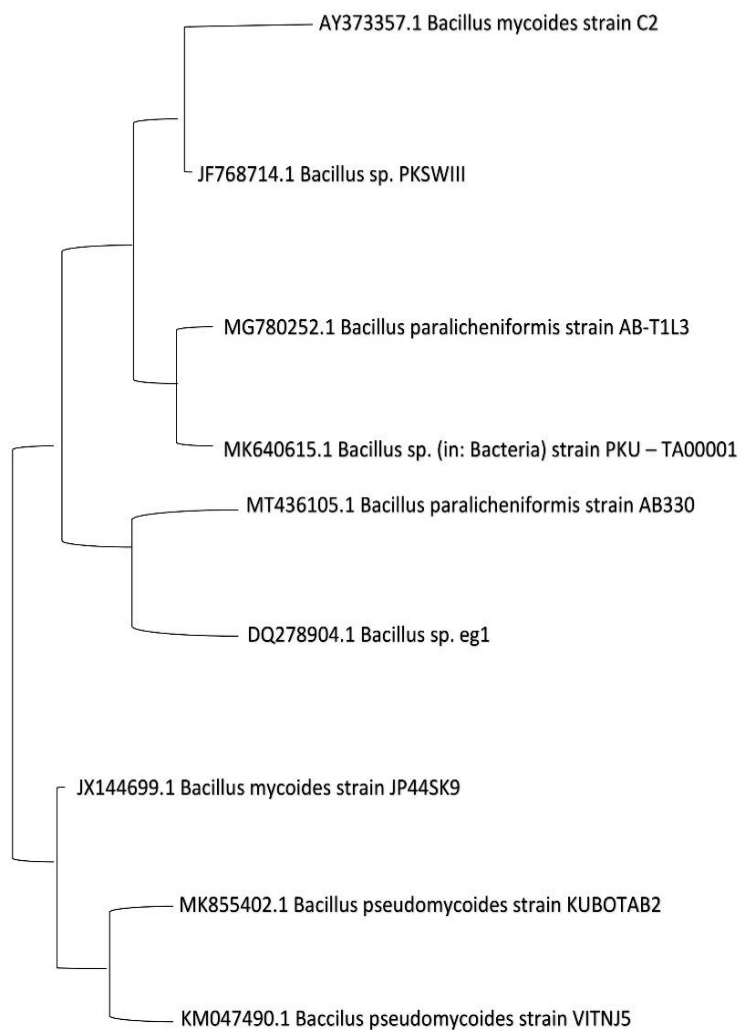 AY373357.1 Bacillus mycoides strain C2
JF768714.1 Bacillus sp. PKSWIII
MG780252.1 Bacillus paralicheniformis strain AB-T1L3
MK640615.1 Bacillus sp. (in: Bacteria) strain PKU – TA00001
MT436105.1 Bacillus paralicheniformis strain AB330
DQ278904.1 Bacillus sp. eg1
JX144699.1 Bacillus mycoides strain JP44SK9
MK855402.1 Bacillus pseudomycoides strain KUBOTAB2
KM047490.1 Baccilus pseudomycoides strain VITNJ5